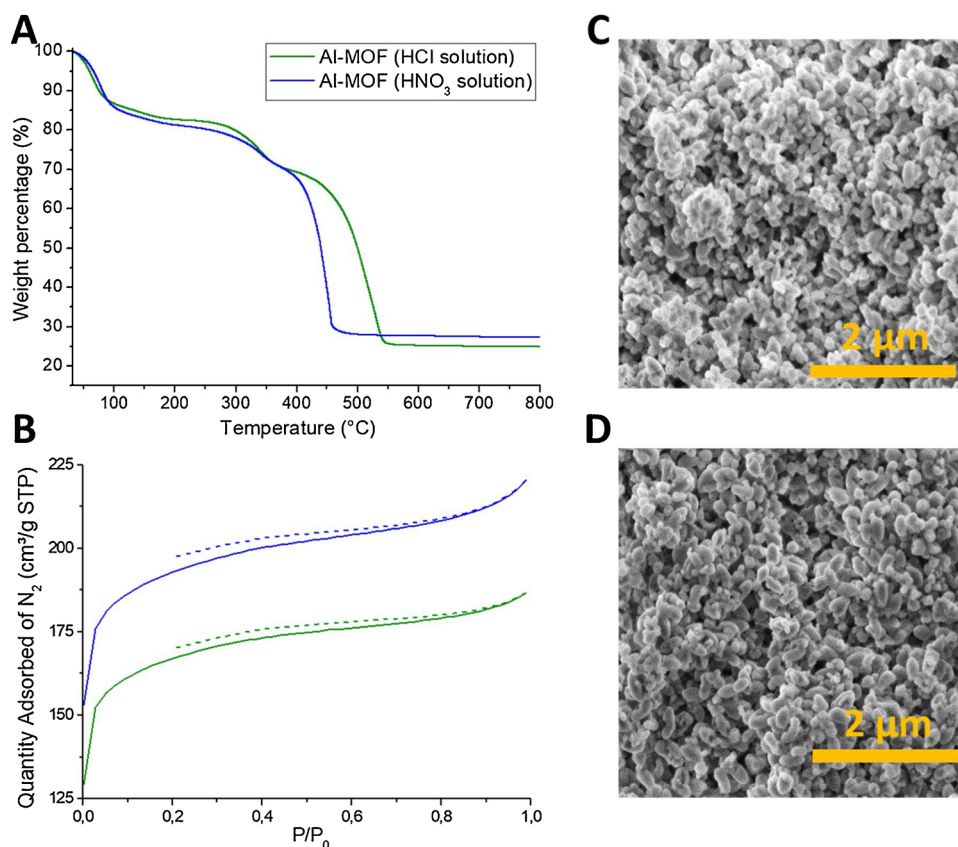 A
100
90
80
70
60
50
40
30
20
Weight percentage (%)
Al-MOF (HCl solution)
Al-MOF (HNO₃ solution)
100
200
300
400
500
600
700
800
Temperature (°C)
B
225
200
175
150
125
Quantity Adsorbed of N₂ (cm³/g STP)
0,0
0,2
0,4
0,6
0,8
1,0
P/P₀
C
2 µm
D
2 µm